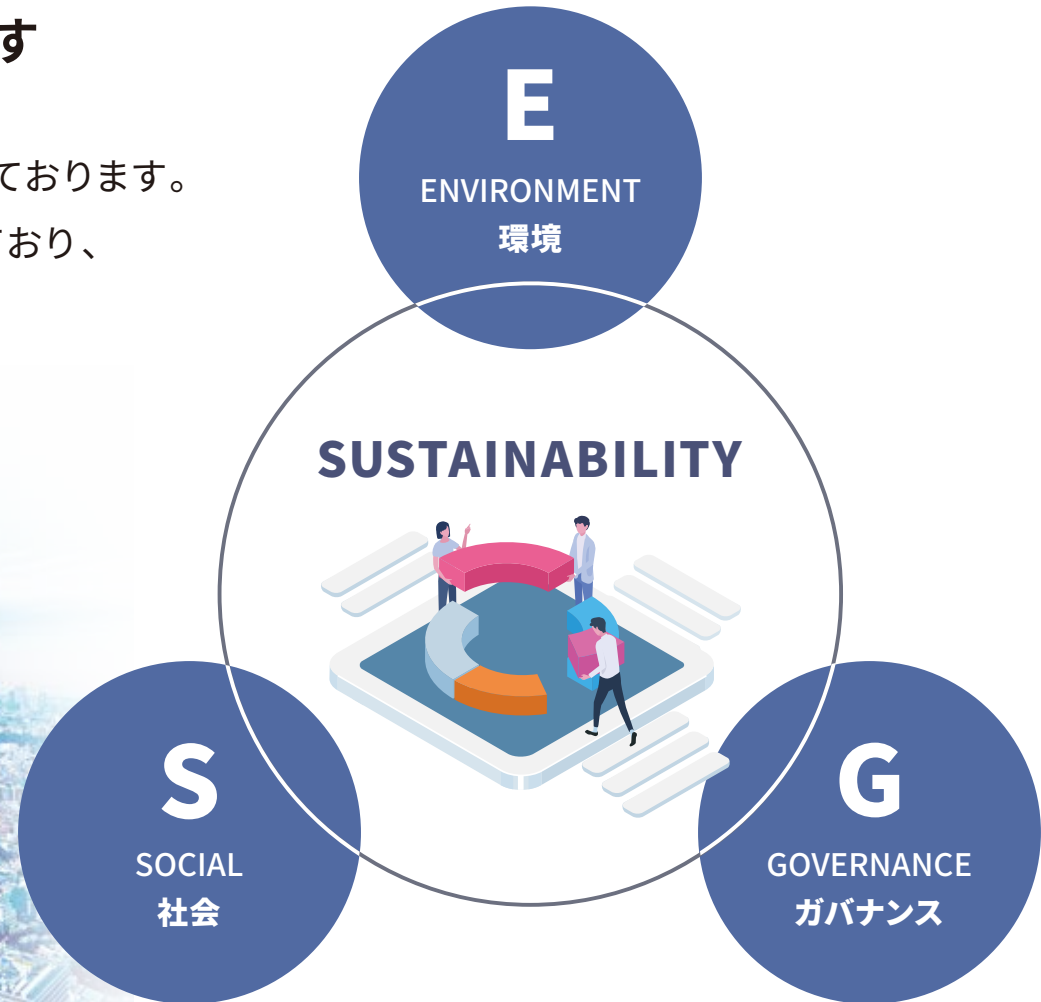 す
ております。
おり、
E
ENVIRONMENT
環境
SUSTAINABILITY
S
SOCIAL
社会
G
GOVERNANCE
ガバナンス